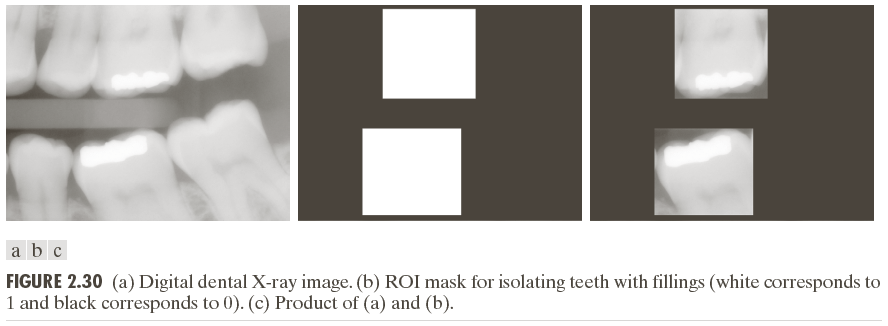 a b c
FIGURE 2.30 (a) Digital dental X-ray image. (b) ROI mask for isolating teeth with fillings (white corresponds to
1 and black corresponds to 0). (c) Product of (a) and (b).